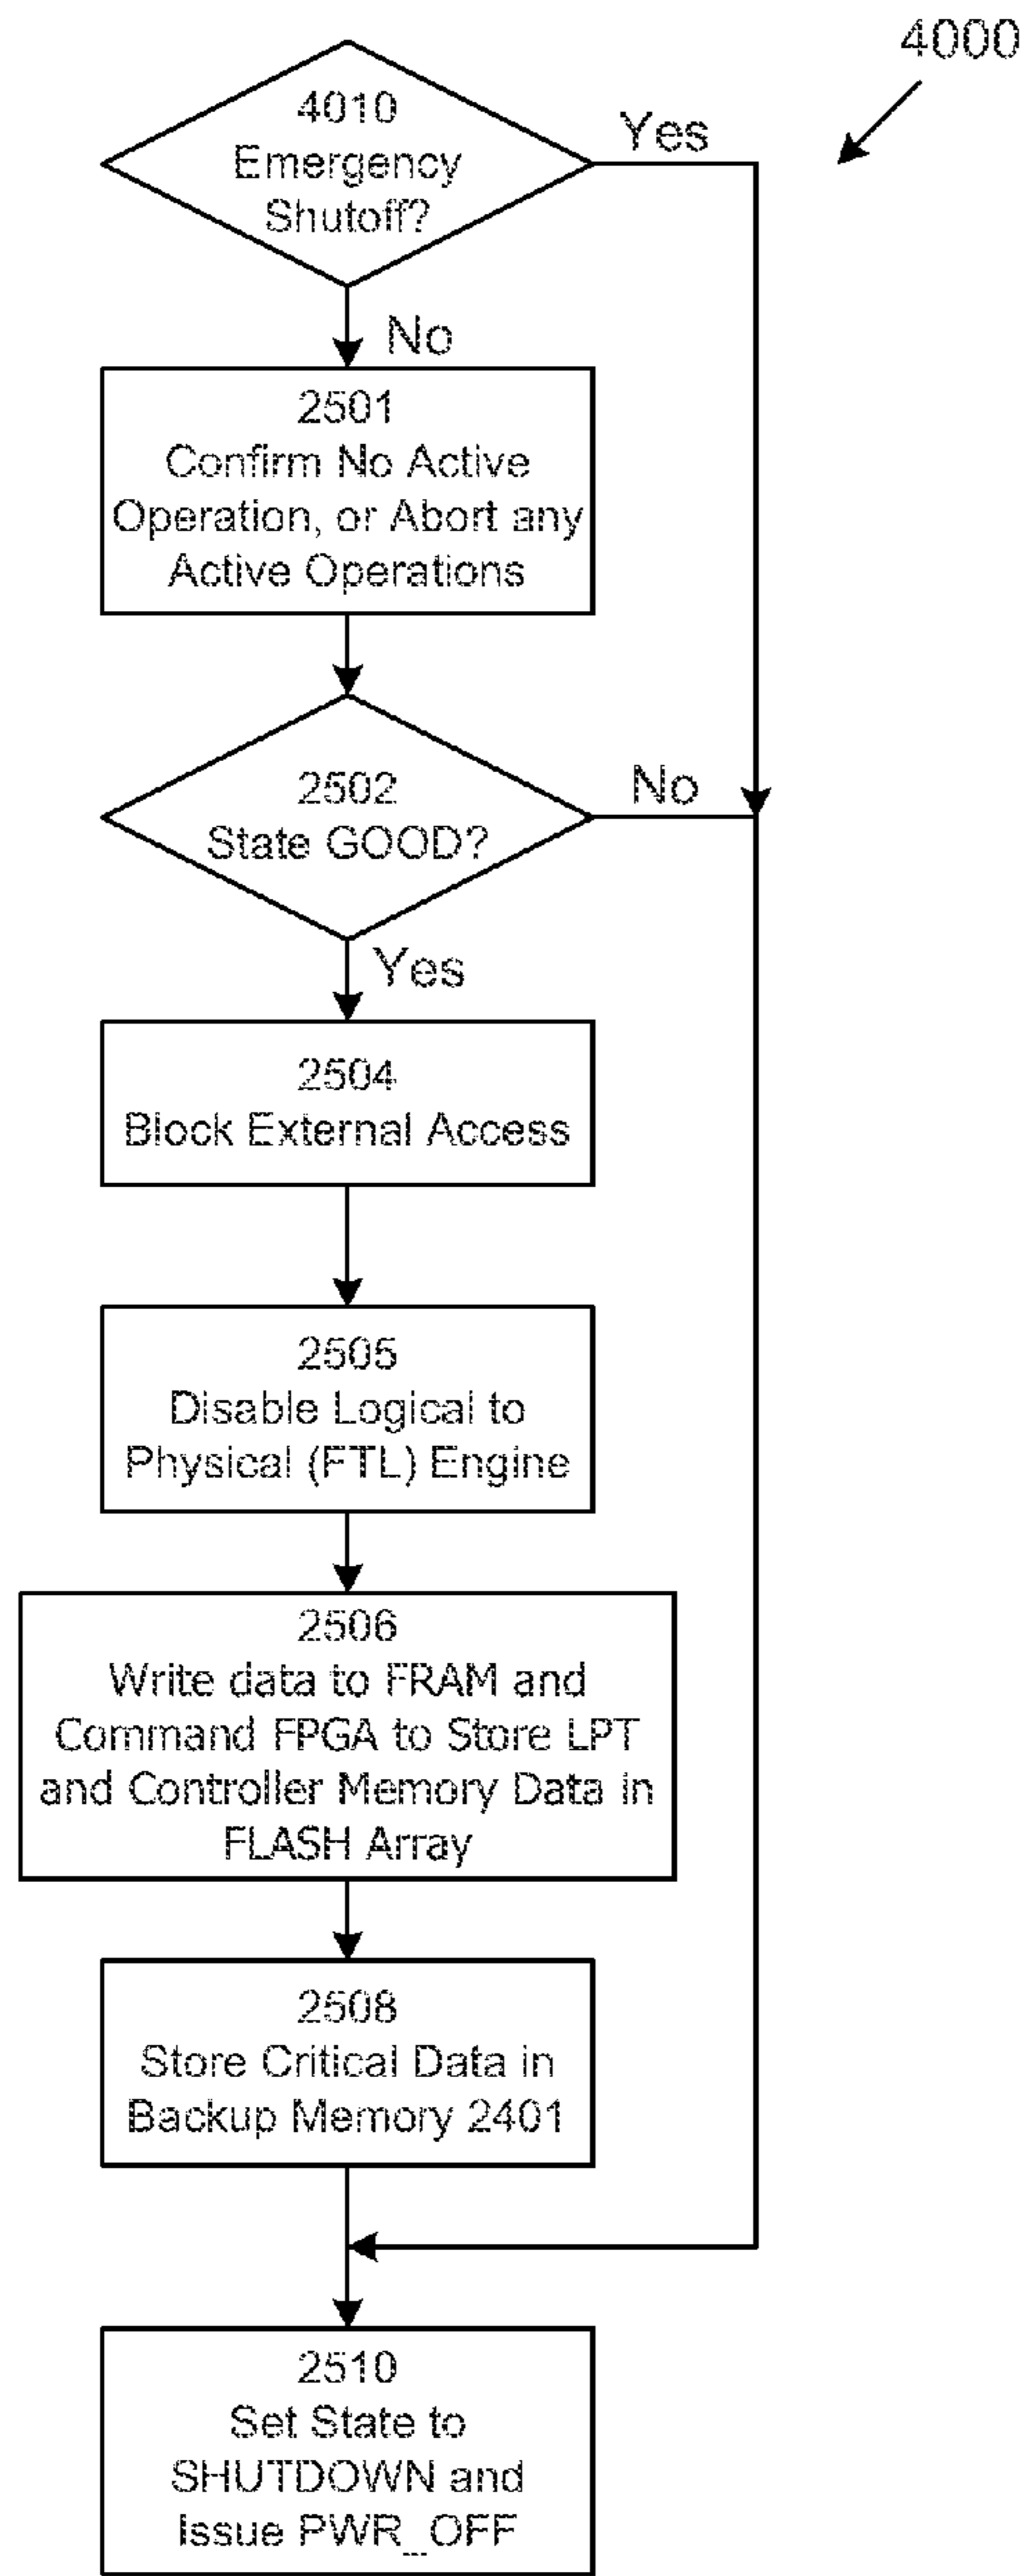 4000
4010
Emergency
Shutoff?
Yes
No
2501
Confirm No Active
Operation, or Abort any
Active Operations
2502
State GOOD?
No
Yes
2504
Block External Access
2505
Disable Logical to
Physical (FTL) Engine
2506
Write data to FRAM and
Command FPGA to Store LPT
and Controller Memory Data in
FLASH Array
2508
Store Critical Data in
Backup Memory 2401
2510
Set State to
SHUTDOWN and
Issue PWR_OFF